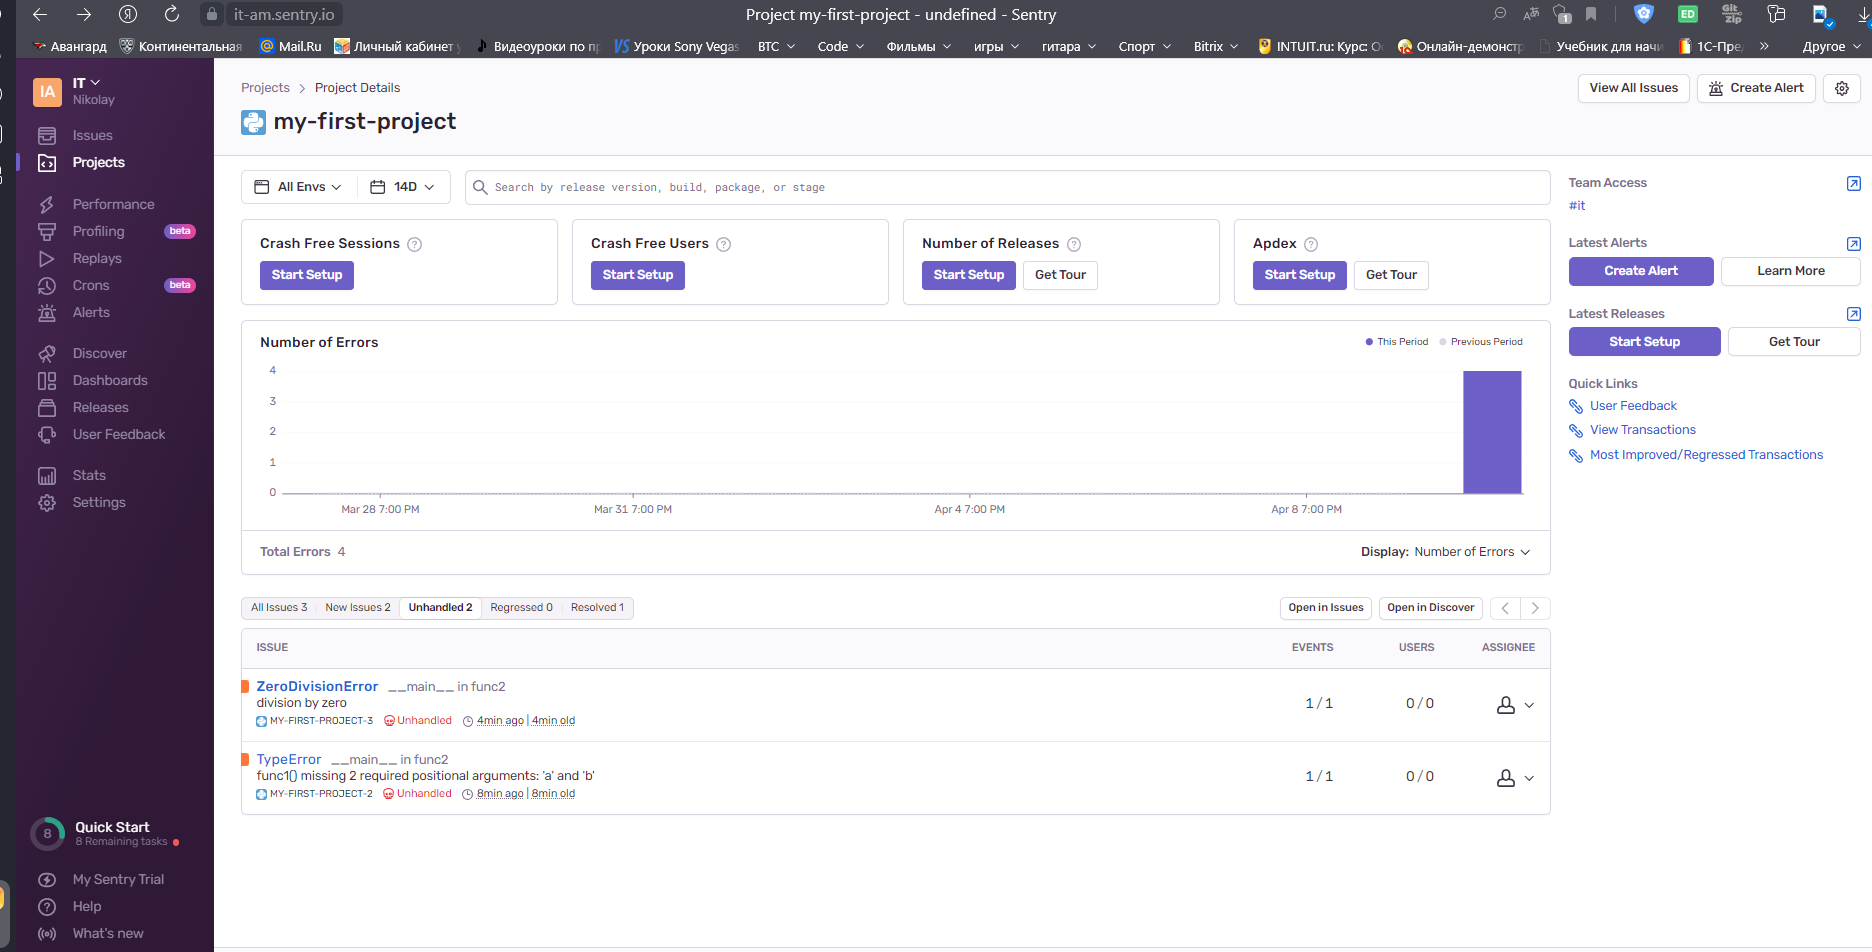 it-am.sentry.io
Project my-first-project - undefined - Sentry
1
ED
Git
Zip
Авангард
Континентальная
Mail.Ru
Личный кабинет
Видеоуроки по
Уроки Sony Vegas
BTC
Code
Фильмы
игры
гитара
Спорт
Bitrix
INTUIT.ru: Курс:
Онлайн-демонст
Учебник для начи
1С-Пре
»
Другое
IA
IT
Nikolay
Issues
Projects
Performance
Profiling beta
Replays
Crons beta
Alerts
Discover
Dashboards
Releases
User Feedback
Stats
Settings
8
Quick Start
8 Remaining tasks
My Sentry Trial
Help
What's new
Projects > Project Details
my-first-project
View All Issues
Create Alert
All Envs
14D
Search by release version, build, package, or stage
Crash Free Sessions ?
Start Setup
Crash Free Users ?
Start Setup
Number of Releases ?
Start Setup Get Tour
Apdex ?
Start Setup Get Tour
Number of Errors
This Period Previous Period
4
3
2
1
0
Mar 28 7:00 PM Mar 31 7:00 PM Apr 4 7:00 PM Apr 8 7:00 PM
Total Errors 4
Display: Number of Errors
All Issues 3 New Issues 2 Unhandled 2 Regressed 0 Resolved 1
Open in Issues Open in Discover
ISSUE EVENTS USERS ASSIGNEE
ZeroDivisionError __main__ in func2
division by zero
MY-FIRST-PROJECT-3 Unhandled 4min ago | 4min old
1 / 1 0 / 0
TypeError __main__ in func2
func1() missing 2 required positional arguments: 'a' and 'b'
MY-FIRST-PROJECT-2 Unhandled 8min ago | 8min old
1 / 1 0 / 0
Team Access
#it
Latest Alerts
Create Alert Learn More
Latest Releases
Start Setup Get Tour
Quick Links
User Feedback
View Transactions
Most Improved/Regressed Transactions